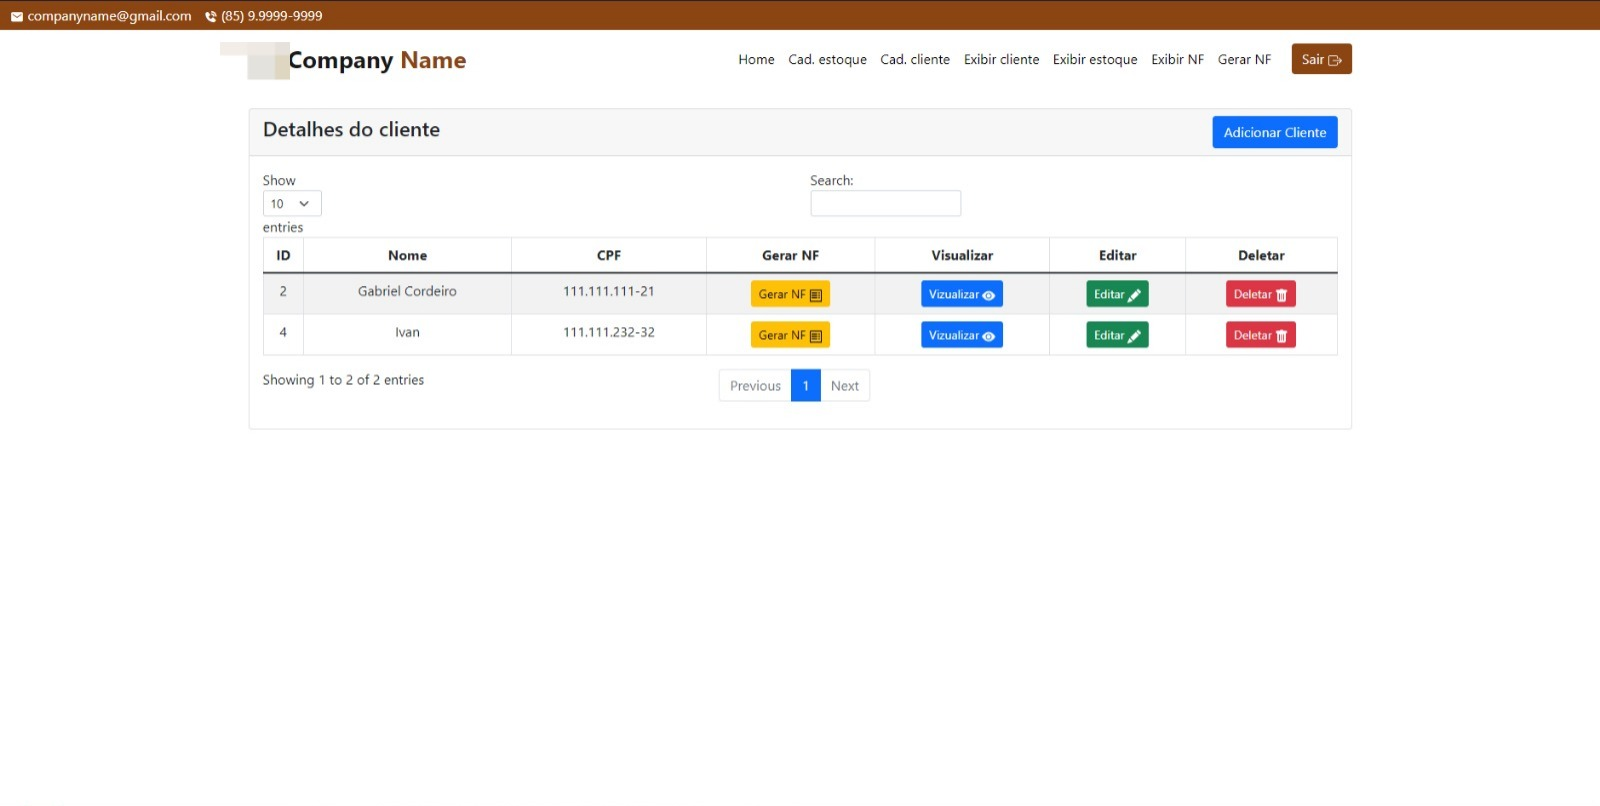 companyname@gmail.com (85) 9.9999-9999
Company Name Home Cad. estoque Cad. cliente Exibir cliente Exibir estoque Exibir NF Gerar NF Sair
Detalhes do cliente Adicionar Cliente
Show Search:
10
entries
ID Nome CPF Gerar NF Visualizar Editar Deletar
2 Gabriel Cordeiro 111.111.111-21 Gerar NF Vizualizar Editar Deletar
4 Ivan 111.111.232-32 Gerar NF Vizualizar Editar Deletar
Showing 1 to 2 of 2 entries Previous 1 Next